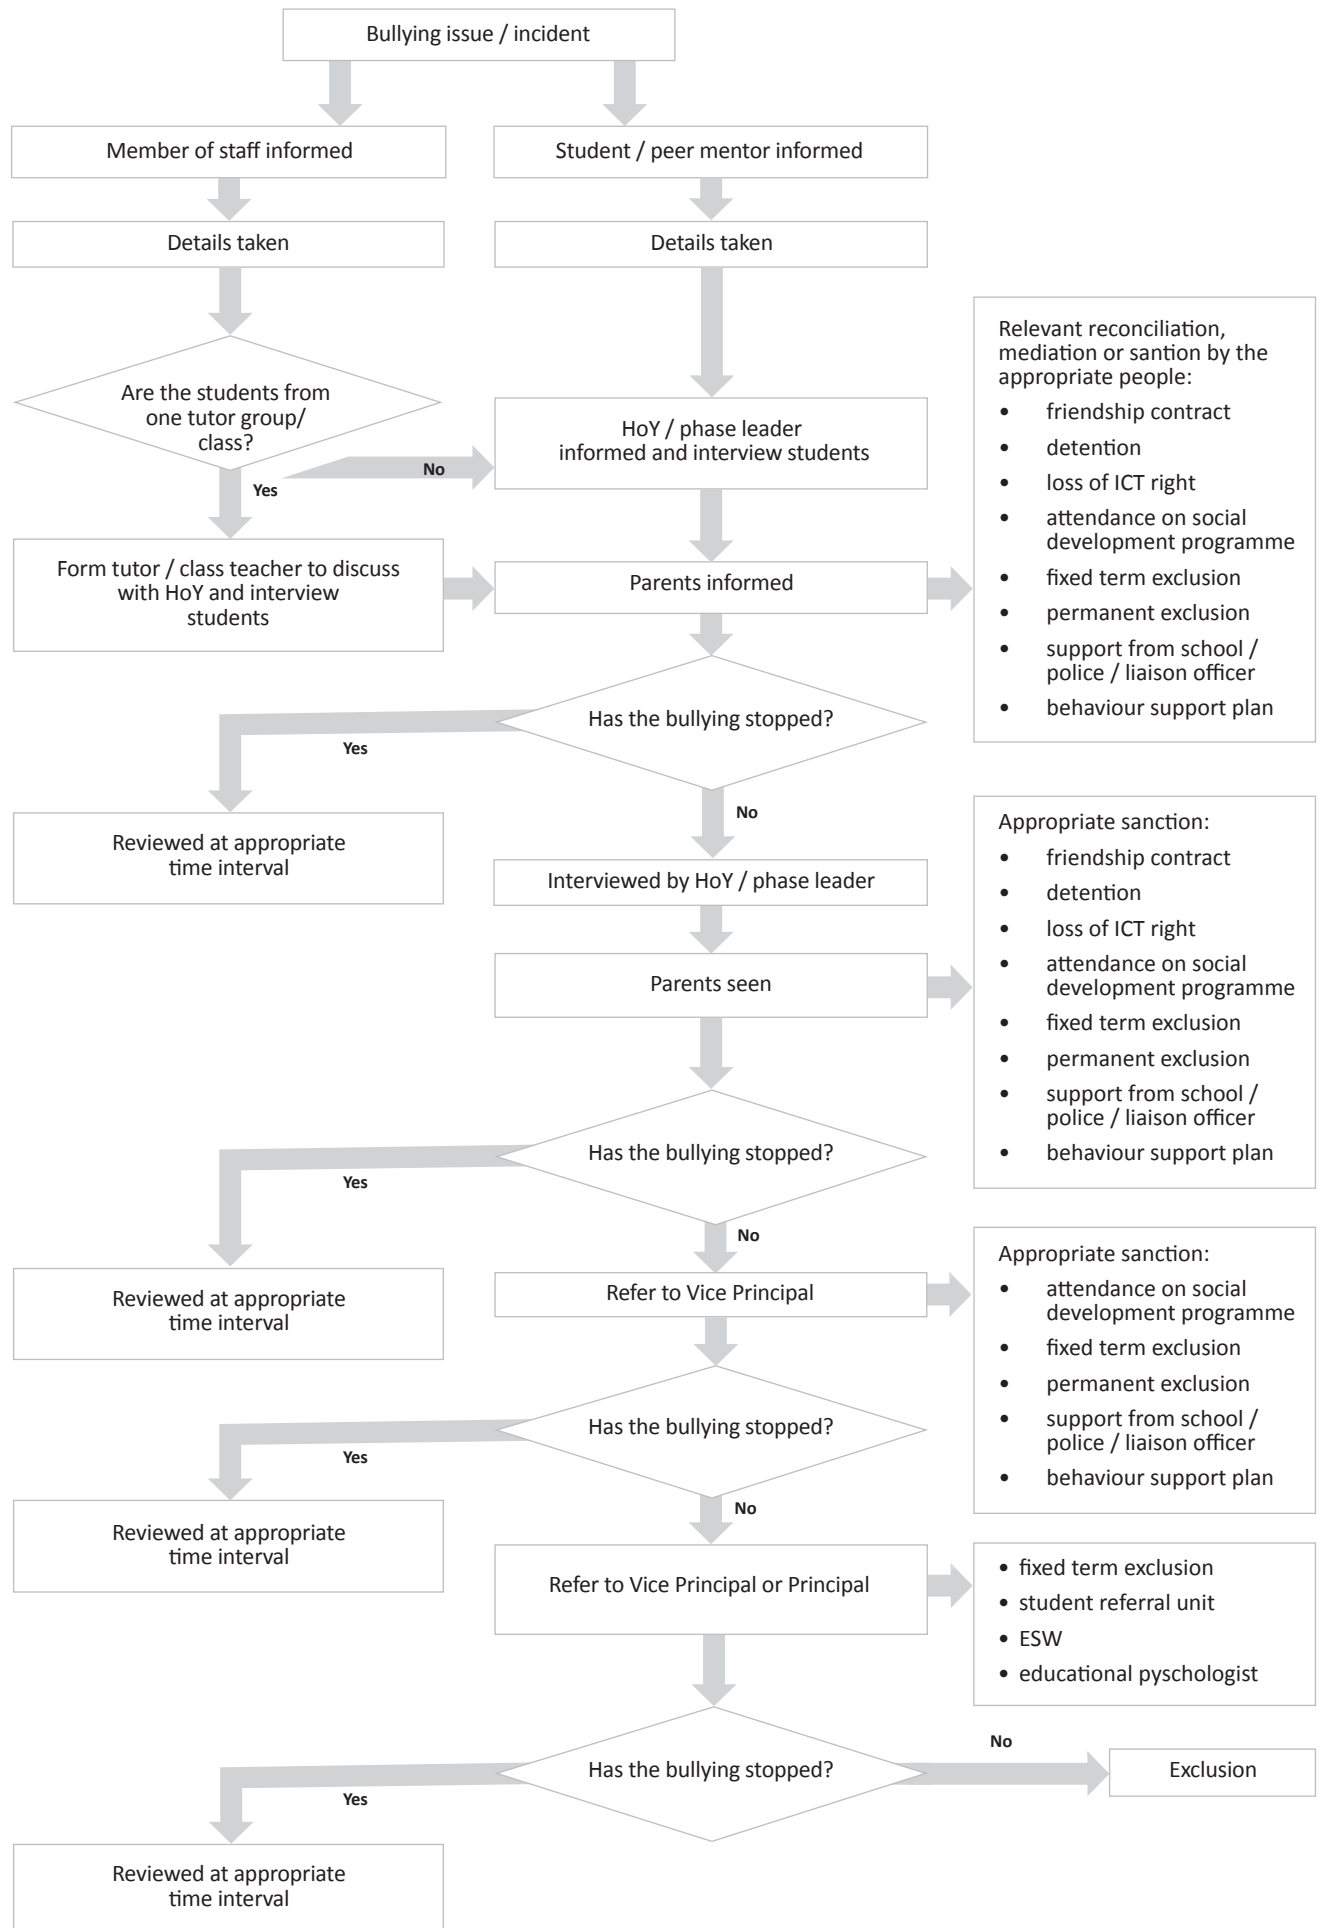 Bullying issue / incident
Member of staff informed
Student / peer mentor informed
Details taken
Details taken
Are the students from
one tutor group/
class?
No
Yes
HoY / phase leader
informed and interview students
Relevant reconciliation,
mediation or santion by the
appropriate people:
• friendship contract
• detention
• loss of ICT right
• attendance on social
development programme
• fixed term exclusion
• permanent exclusion
• support from school /
police / liaison officer
• behaviour support plan
Form tutor / class teacher to discuss
with HoY and interview
students
Parents informed
Has the bullying stopped?
Yes
No
Reviewed at appropriate
time interval
Interviewed by HoY / phase leader
Parents seen
Appropriate sanction:
• friendship contract
• detention
• loss of ICT right
• attendance on social
development programme
• fixed term exclusion
• permanent exclusion
• support from school /
police / liaison officer
• behaviour support plan
Has the bullying stopped?
Yes
No
Reviewed at appropriate
time interval
Refer to Vice Principal
Appropriate sanction:
• attendance on social
development programme
• fixed term exclusion
• permanent exclusion
• support from school /
police / liaison officer
• behaviour support plan
Has the bullying stopped?
Yes
No
Reviewed at appropriate
time interval
Refer to Vice Principal or Principal
• fixed term exclusion
• student referral unit
• ESW
• educational pyschologist
Has the bullying stopped?
No
Exclusion
Yes
Reviewed at appropriate
time interval